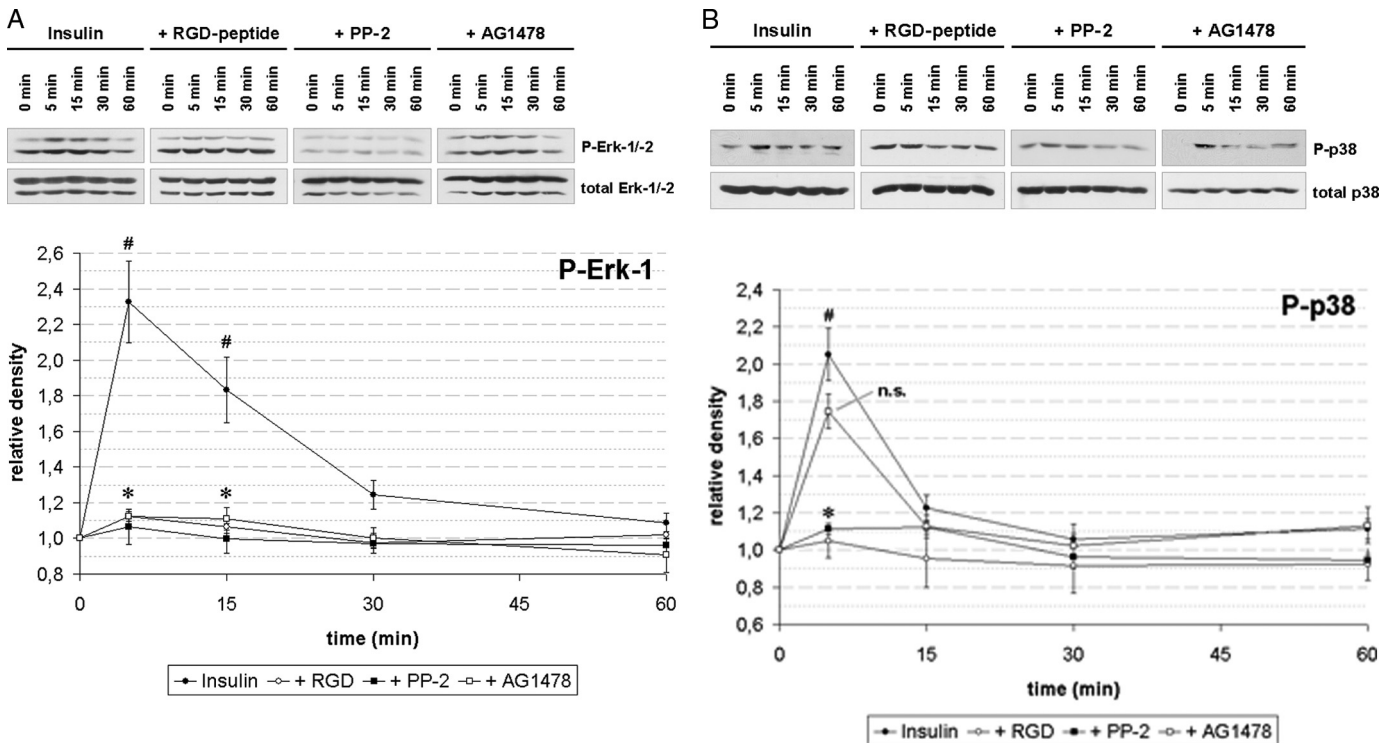 A
Insulin + RGD-peptide + PP-2 + AG1478
0 min 5 min 15 min 30 min 60 min 0 min 5 min 15 min 30 min 60 min 0 min 5 min 15 min 30 min 60 min 0 min 5 min 15 min 30 min 60 min
P-Erk-1/-2
total Erk-1/-2
P-Erk-1
relative density
2,6
2,4
2,2
2,0
1,8
1,6
1,4
1,2
1,0
0,8
# # * *
0 15 30 45 60
time (min)
Insulin + RGD + PP-2 + AG1478
B
Insulin + RGD-peptide + PP-2 + AG1478
0 min 5 min 15 min 30 min 60 min 0 min 5 min 15 min 30 min 60 min 0 min 5 min 15 min 30 min 60 min 0 min 5 min 15 min 30 min 60 min
P-p38
total p38
P-p38
relative density
2,4
2,2
2,0
1,8
1,6
1,4
1,2
1,0
0,8
0,6
#
n.s.
*
0 15 30 45 60
time (min)
Insulin + RGD + PP-2 + AG1478